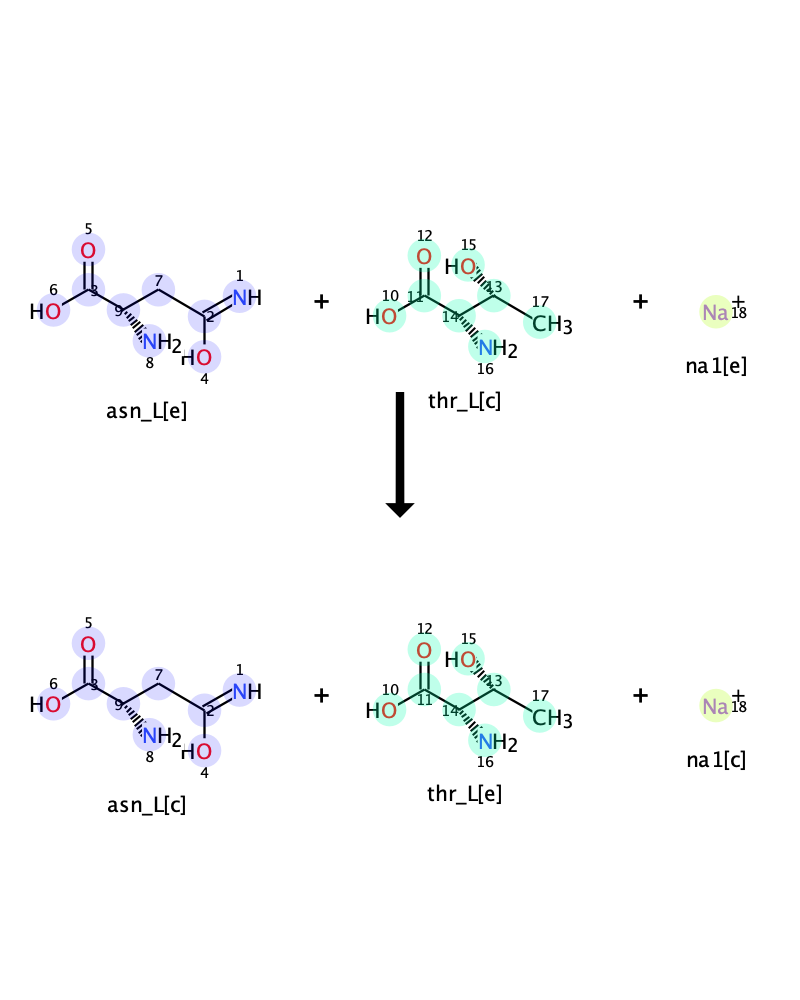 5
O
6
HO
3
9
7
1
NH
2
NH2
8
HO
4
asn_L[e]
+
12
O
15
HO
10
HO
11
13
14
17
CH3
NH2
16
thr_L[c]
+
Na+
18
na1[e]
5
O
6
HO
3
9
7
1
NH
2
NH2
8
HO
4
asn_L[c]
+
12
O
15
HO
10
HO
11
13
14
17
CH3
NH2
16
thr_L[e]
+
Na+
18
na1[c]